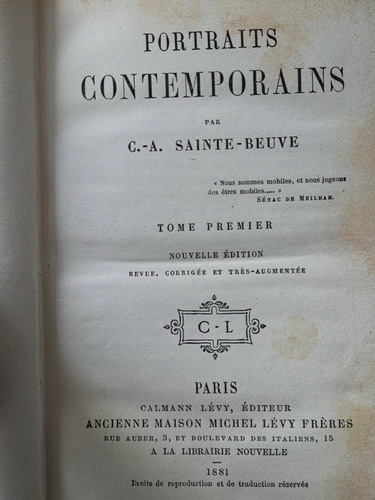 PORTRAITS
CONTEMPORAINS
PAR
C.-A. SAINTE-BEUVE
« Nous sommes mobiles, et nous jugeons
des êtres mobiles..... »
SÉNAC DE MEILHAN.
TOME PREMIER
NOUVELLE ÉDITION
REVUE, CORRIGÉE ET TRÈS-AUGMENTÉE
C-L
PARIS
CALMANN LÉVY, ÉDITEUR
ANCIENNE MAISON MICHEL LÉVY FRÈRES
RUE AUBER, 3, ET BOULEVARD DES ITALIENS, 15
A LA LIBRAIRIE NOUVELLE
1881
Droits de reproduction et de traduction réservés